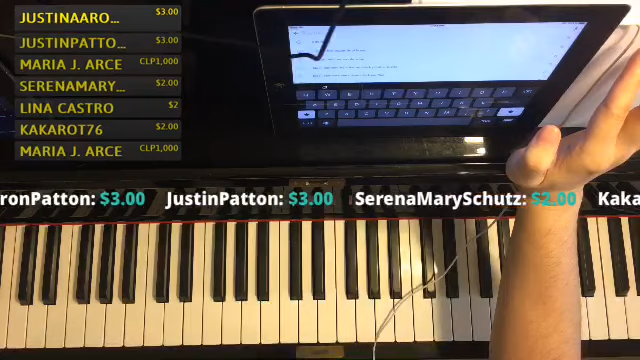 JUSTINAARO... $3.00
JUSTINPATTO... $3.00
MARIA J. ARCE CLP1,000
SERENAMARY... $2.00
LINA CASTRO $2
KAKAROT76 $2.00
MARIA J. ARCE CLP1,000
ronPatton: $3.00 JustinPatton: $3.00 SerenaMarySchutz: $2.00 Kaka